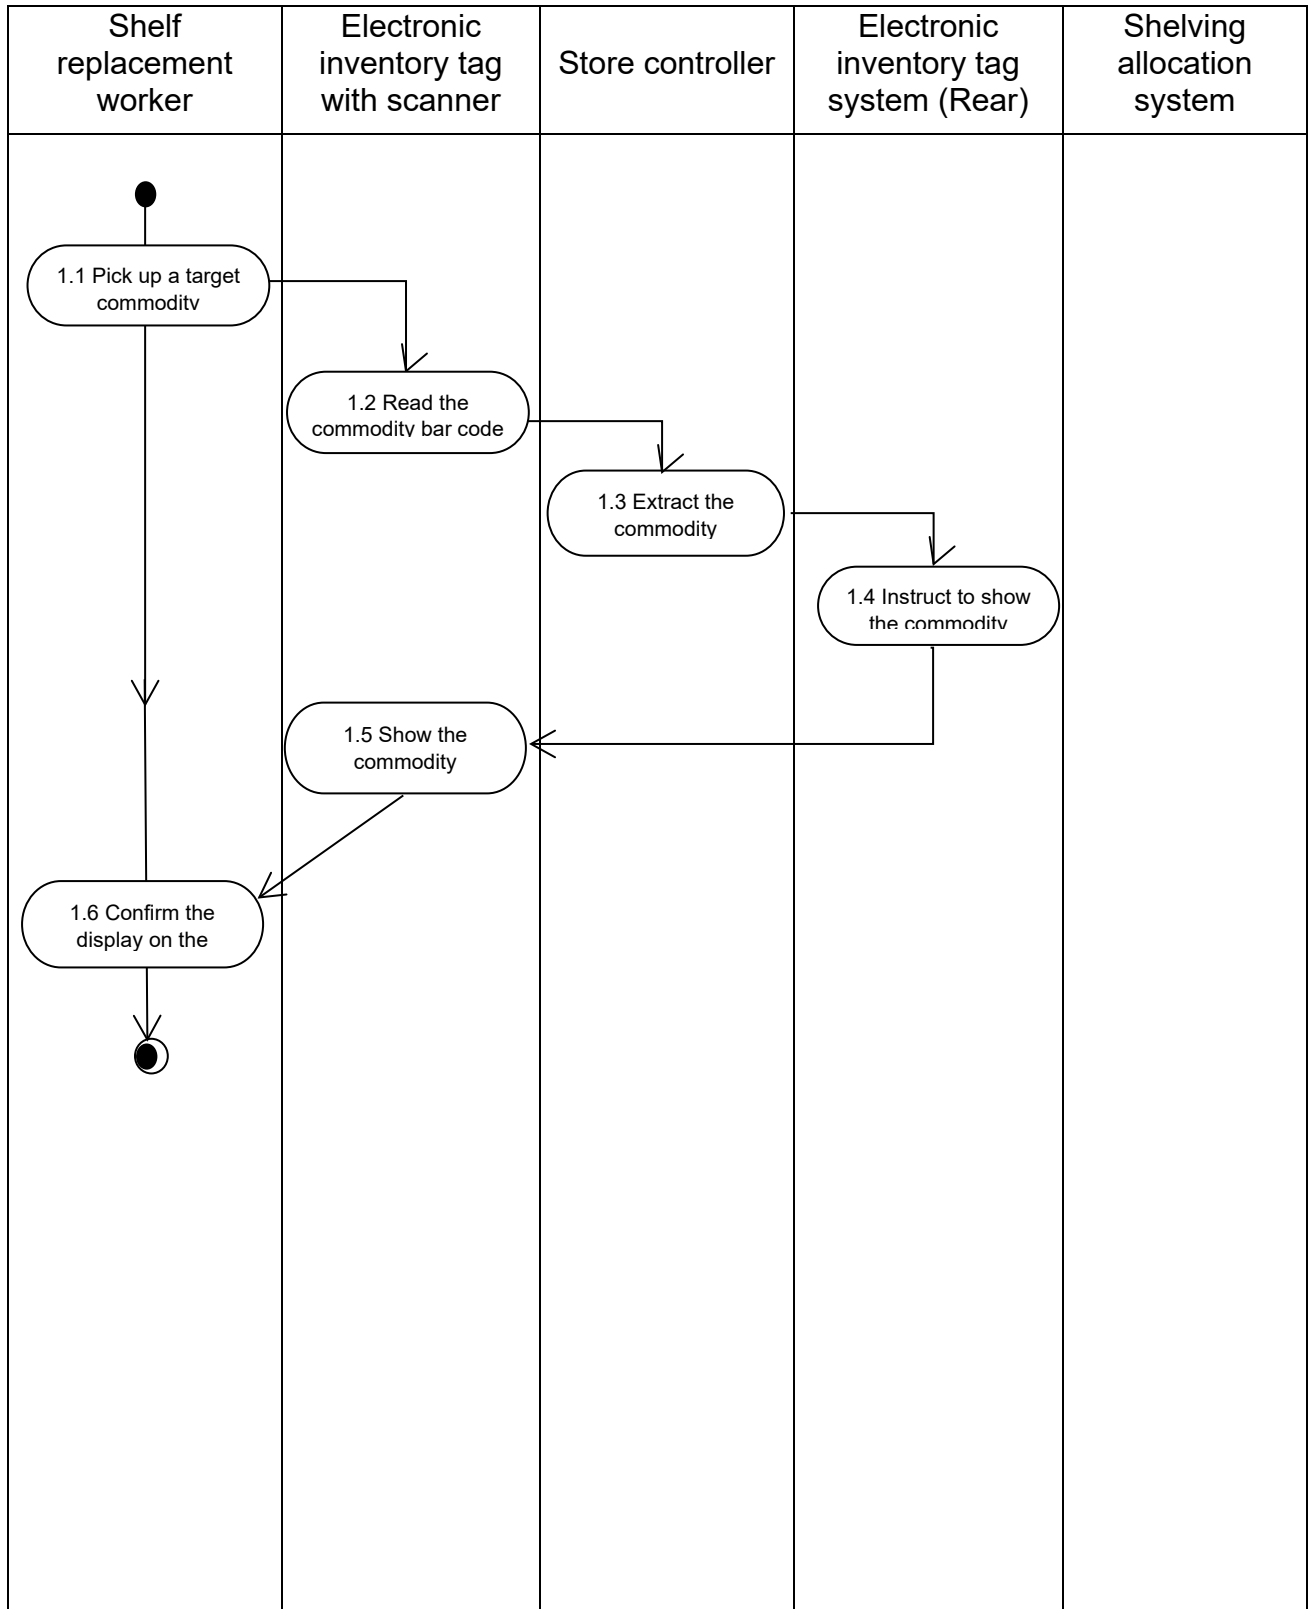 Shelf
replacement
worker
Electronic
inventory tag
with scanner
Store controller
Electronic
inventory tag
system (Rear)
Shelving
allocation
system
1.1 Pick up a target
commodity
1.2 Read the
commodity bar code
1.3 Extract the
commodity
1.4 Instruct to show
the commodity
1.5 Show the
commodity
1.6 Confirm the
display on the